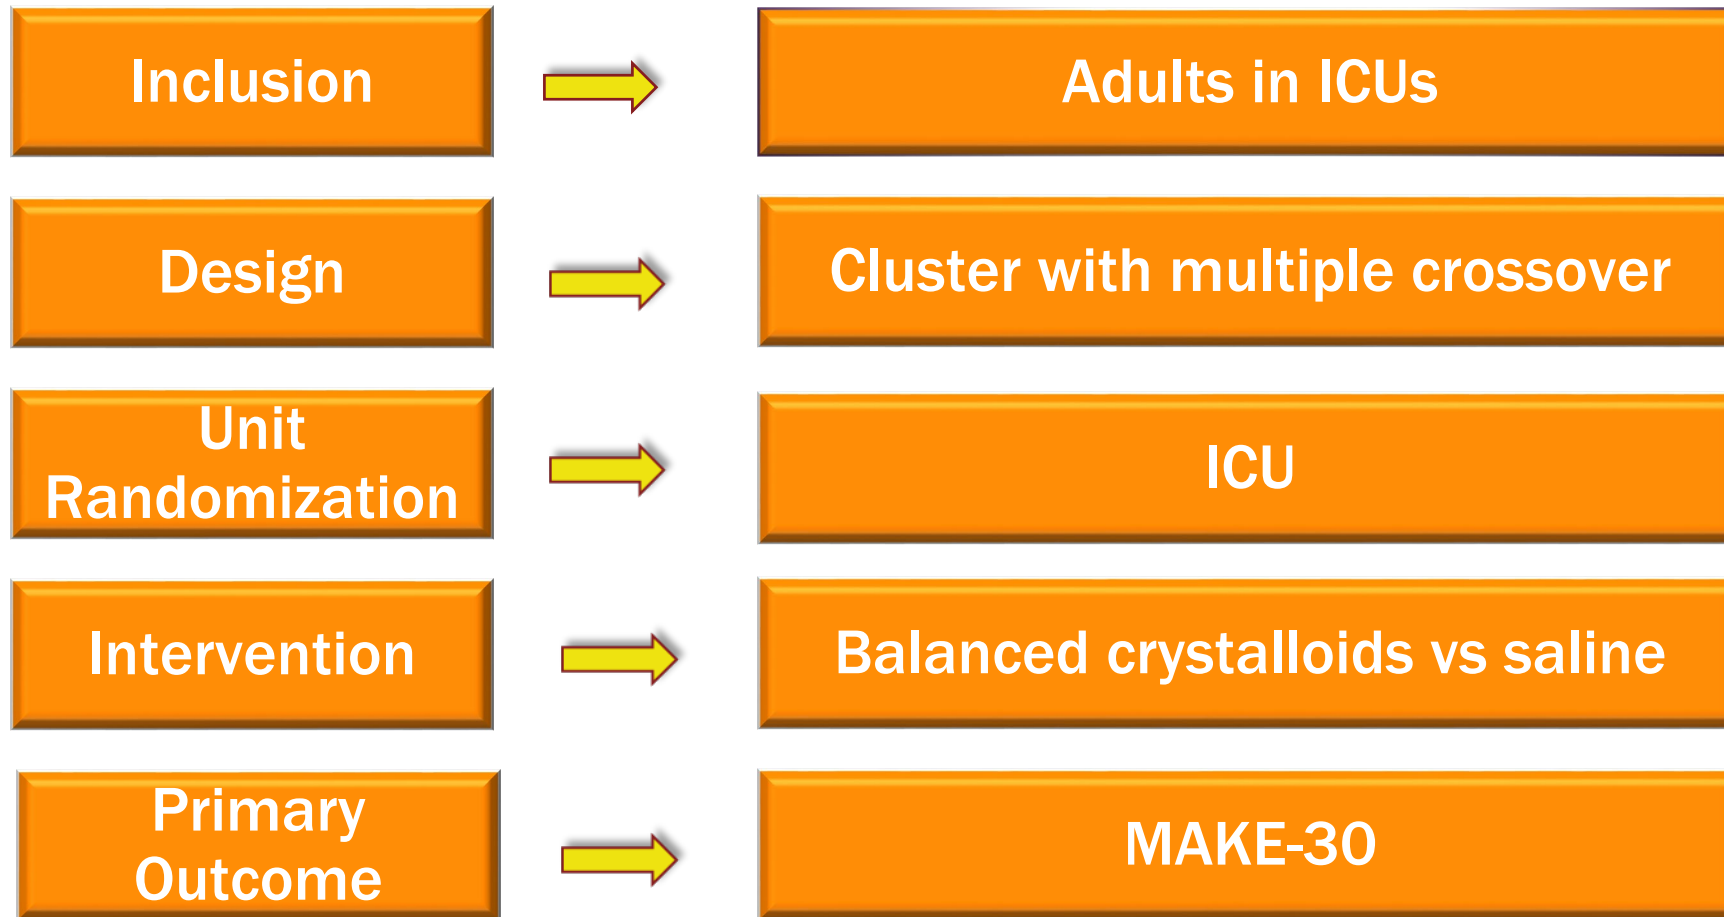 Inclusion
Adults in ICUs
Design
Cluster with multiple crossover
Unit
Randomization
ICU
Intervention
Balanced crystalloids vs saline
Primary
Outcome
MAKE-30